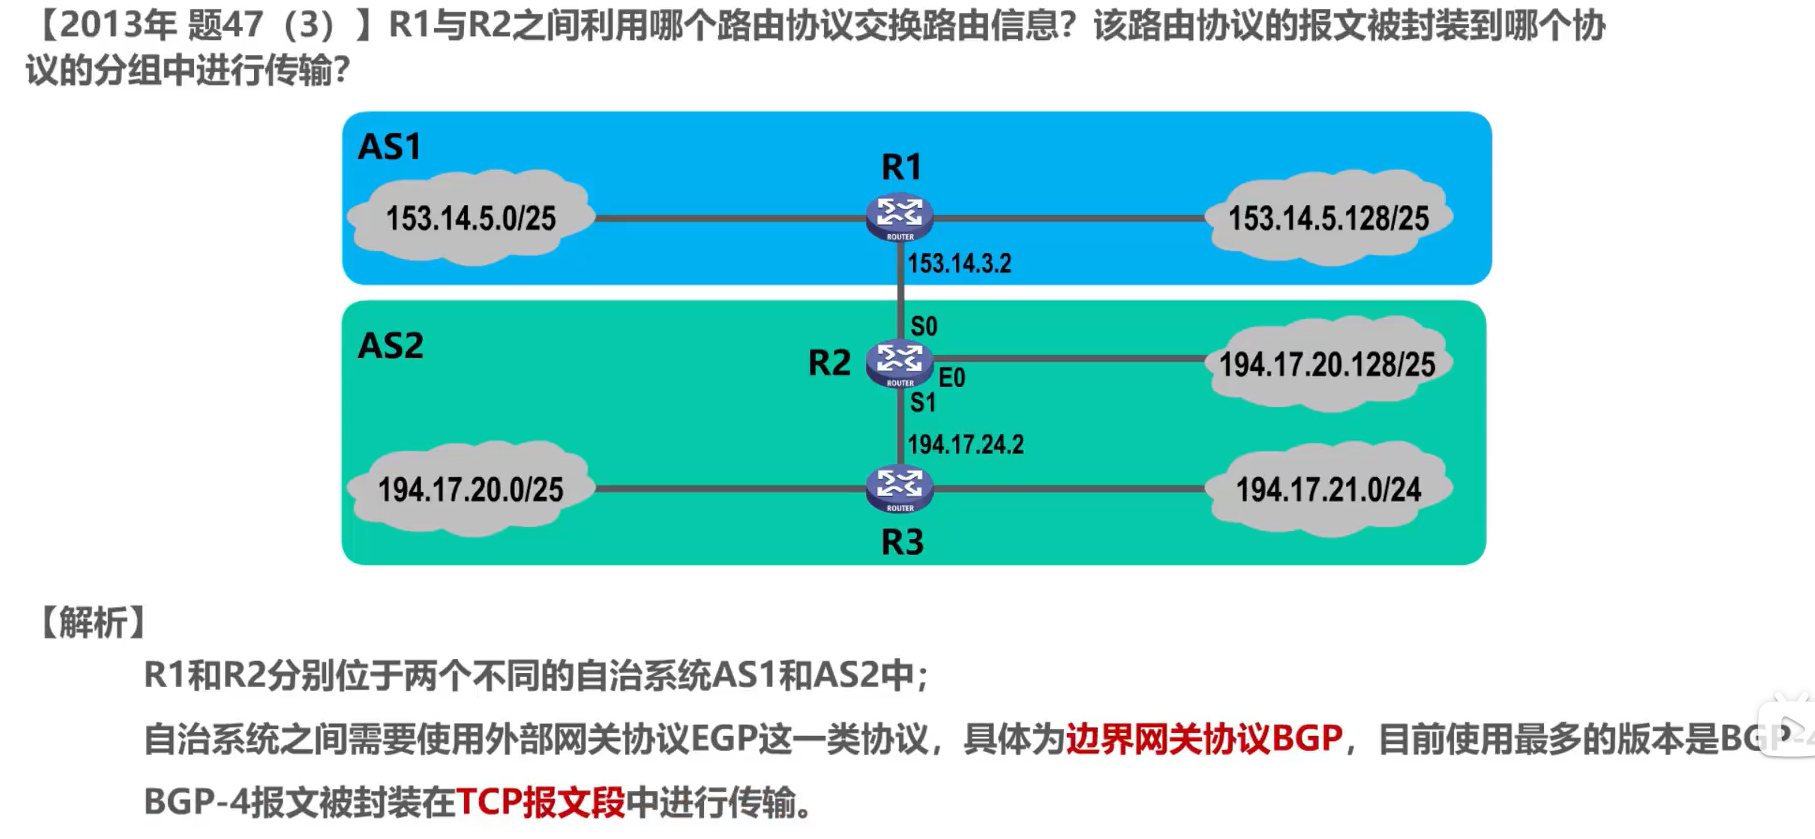 【2013年 题47（3）】R1与R2之间利用哪个路由协议交换路由信息？该路由协议的报文被封装到哪个协
议的分组中进行传输？
AS1
R1
153.14.5.0/25
ROUTER
153.14.5.128/25
153.14.3.2
AS2
S0
R2
ROUTER
E0
194.17.20.128/25
S1
194.17.24.2
194.17.20.0/25
ROUTER
194.17.21.0/24
R3
【解析】
R1和R2分别位于两个不同的自治系统AS1和AS2中；
自治系统之间需要使用外部网关协议EGP这一类协议，具体为边界网关协议BGP，目前使用最多的版本是BGP-4
BGP-4报文被封装在TCP报文段中进行传输。